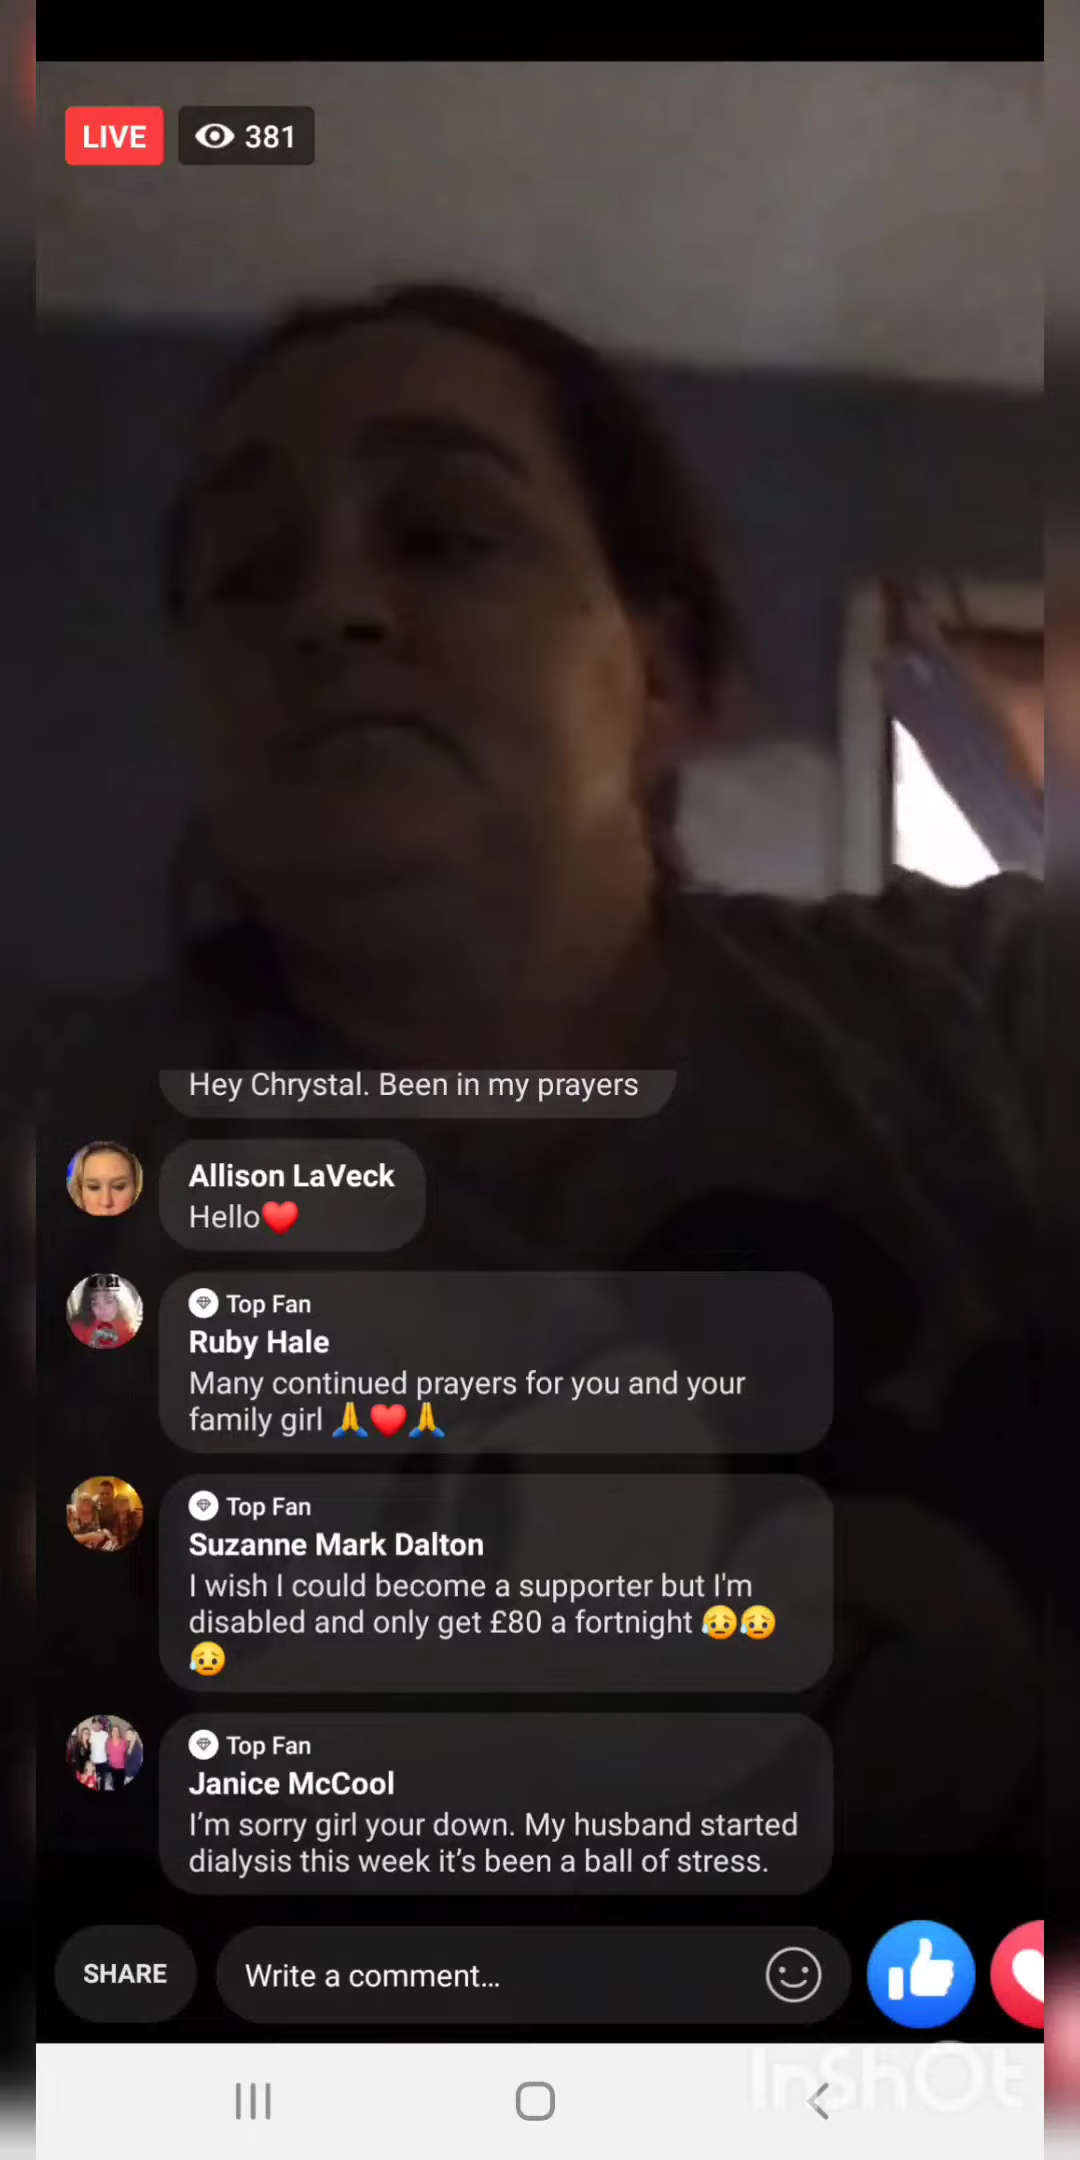 LIVE
381
Hey Chrystal. Been in my prayers
Allison LaVeck
Hello❤️
Top Fan
Ruby Hale
Many continued prayers for you and your
family girl 🙏❤️🙏
Top Fan
Suzanne Mark Dalton
I wish I could become a supporter but I'm
disabled and only get £80 a fortnight 😥😥
😥
Top Fan
Janice McCool
I’m sorry girl your down. My husband started
dialysis this week it’s been a ball of stress.
SHARE
Write a comment...
InShOt